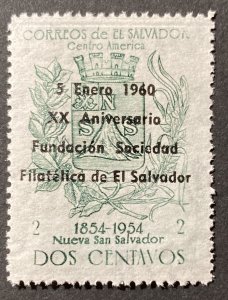 CORREOS DE EL SALVADOR
Centro America
5 Enero 1960
XX Aniversario
Fundación Sociedad
Filatélica de El Salvador
2 1854-1954 2
Nueva San Salvador
DOS CENTAVOS